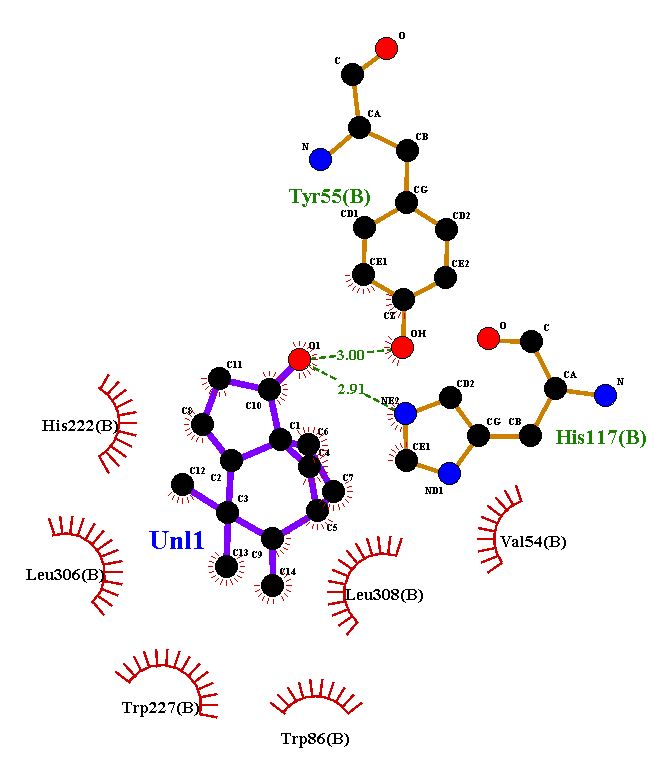 O
C
CA
CB
N
Tyr55(B)
CG
CD1
CD2
CE1
CE2
CZ
OH
O
C
O1
3.00
C11
2.91
CA
N
C10
NE2
CD2
C8
His222(B)
C1
C6
CG
CB
His117(B)
C4
CE1
C2
C12
C7
ND1
C3
C5
Unl1
Val54(B)
C13
C9
Leu306(B)
C14
Leu308(B)
Trp227(B)
Trp86(B)